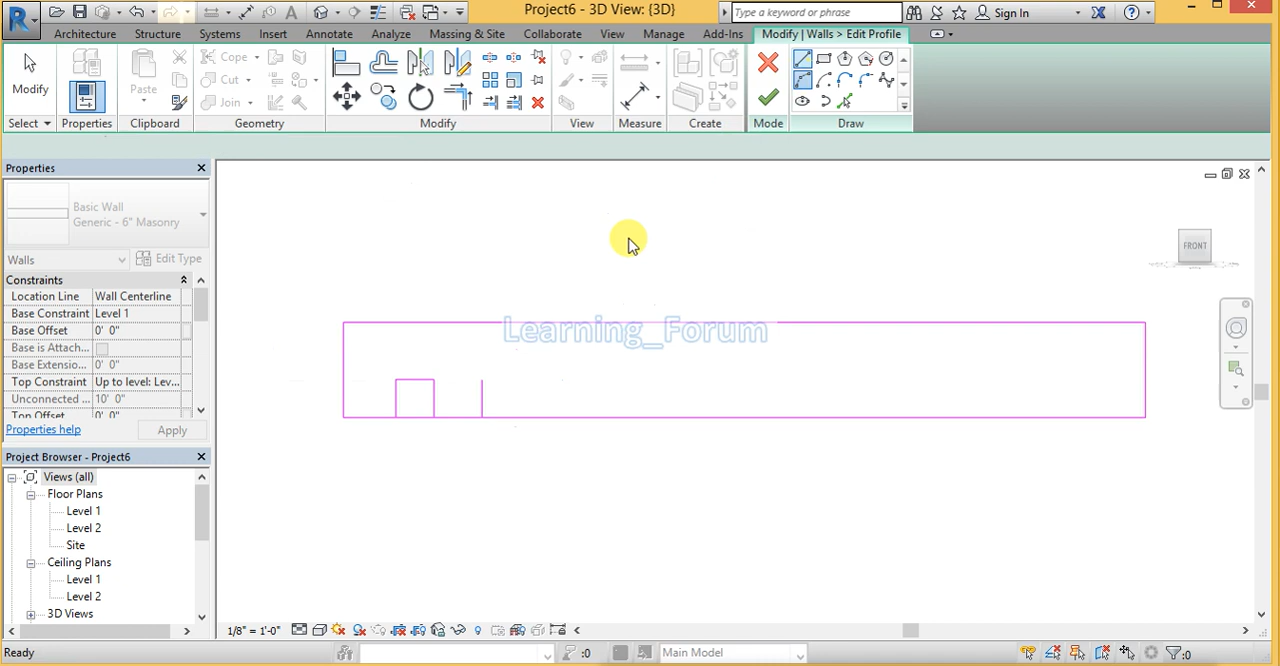 Project6 - 3D View: {3D}
Type a keyword or phrase
Sign In
Architecture
Structure
Systems
Insert
Annotate
Analyze
Massing & Site
Collaborate
View
Manage
Add-Ins
Modify | Walls > Edit Profile
Modify
Paste
Cope
Cut
Join
Select
Properties
Clipboard
Geometry
Modify
View
Measure
Create
Mode
Draw
Properties
Basic Wall
Generic - 6" Masonry
Walls
Edit Type
Constraints
Location Line Wall Centerline
Base Constraint Level 1
Base Offset 0' 0"
Base is Attach...
Base Extensio... 0' 0"
Top Constraint Up to level: Lev...
Unconnected ... 10' 0"
Top Offset 0' 0"
Properties help
Apply
Project Browser - Project6
Views (all)
Floor Plans
Level 1
Level 2
Site
Ceiling Plans
Level 1
Level 2
3D Views
FRONT
Learning_Forum
1/8" = 1'-0"
Ready
:0
Main Model
:0